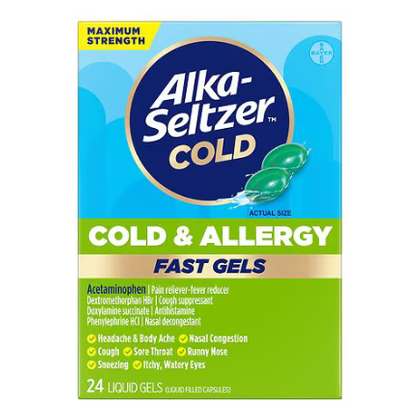 MAXIMUM
STRENGTH
BAYER
Alka-
Seltzer™
COLD
ACTUAL SIZE
COLD & ALLERGY
FAST GELS
Acetaminophen | Pain reliever-fever reducer
Dextromethorphan HBr | Cough suppressant
Doxylamine succinate | Antihistamine
Phenylephrine HCl | Nasal decongestant
Headache & Body Ache Nasal Congestion
Cough Sore Throat Runny Nose
Sneezing Itchy, Watery Eyes
24 LIQUID GELS (LIQUID FILLED CAPSULES)